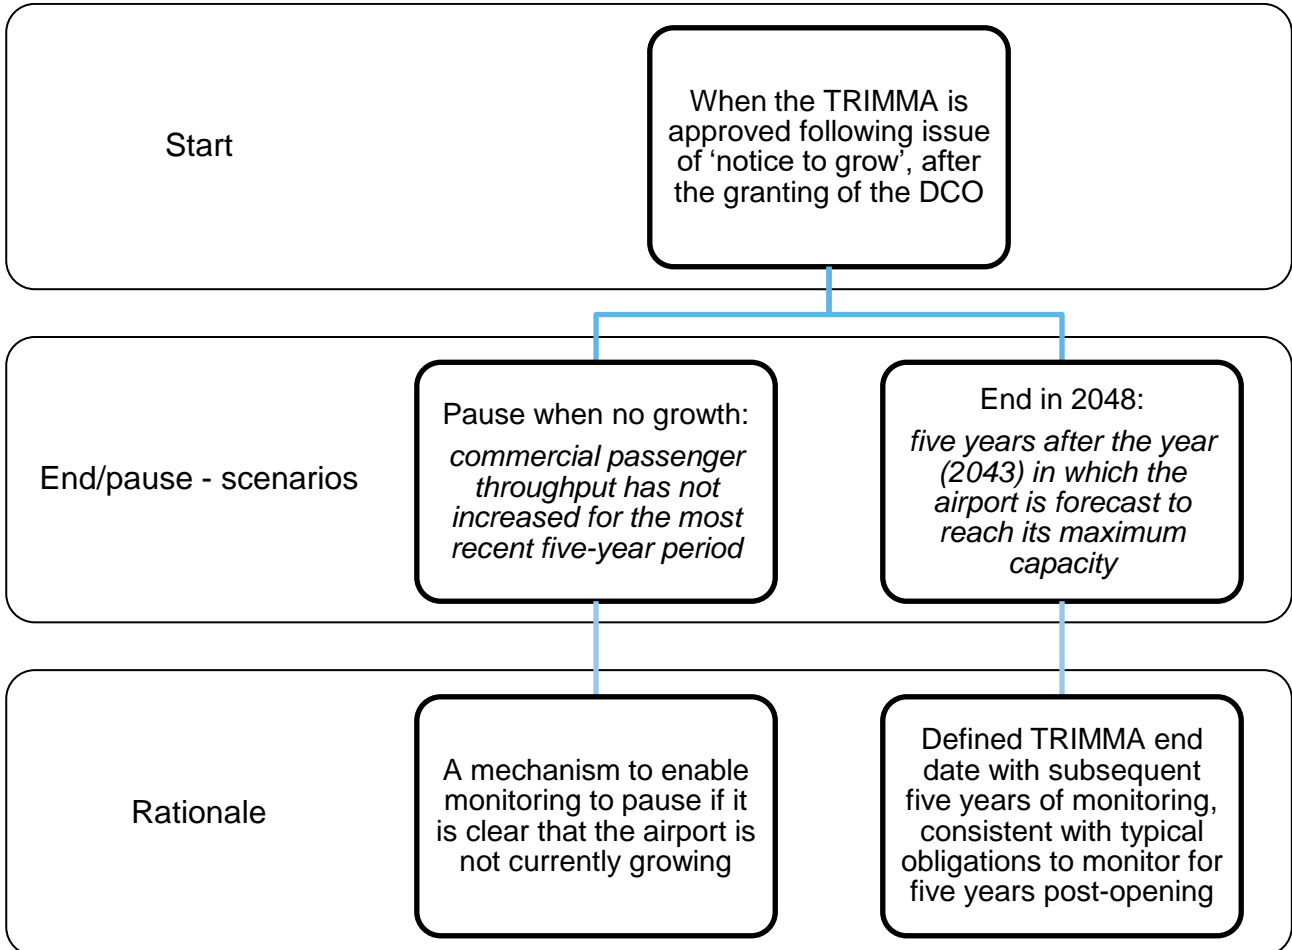 Start
When the TRIMMA is
approved following issue
of ‘notice to grow’, after
the granting of the DCO
End/pause - scenarios
Pause when no growth:
commercial passenger
throughput has not
increased for the most
recent five-year period
End in 2048:
five years after the year
(2043) in which the
airport is forecast to
reach its maximum
capacity
Rationale
A mechanism to enable
monitoring to pause if it
is clear that the airport is
not currently growing
Defined TRIMMA end
date with subsequent
five years of monitoring,
consistent with typical
obligations to monitor for
five years post-opening